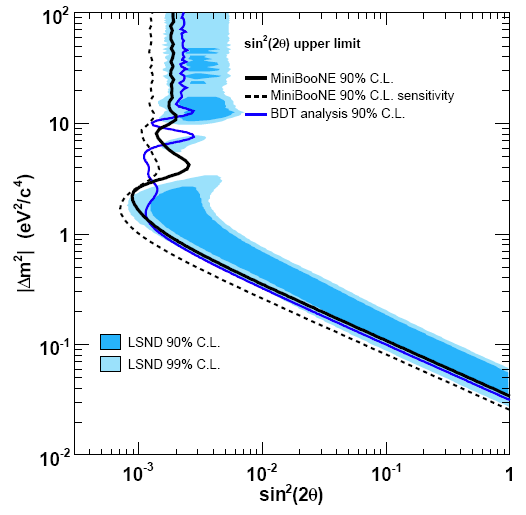 10²
sin²(2θ) upper limit
MiniBooNE 90% C.L.
MiniBooNE 90% C.L. sensitivity
BDT analysis 90% C.L.
10
|Δm²| (eV²/c⁴)
1
LSND 90% C.L.
LSND 99% C.L.
10⁻¹
10⁻²
10⁻³ 10⁻² 10⁻¹ 1
sin²(2θ)